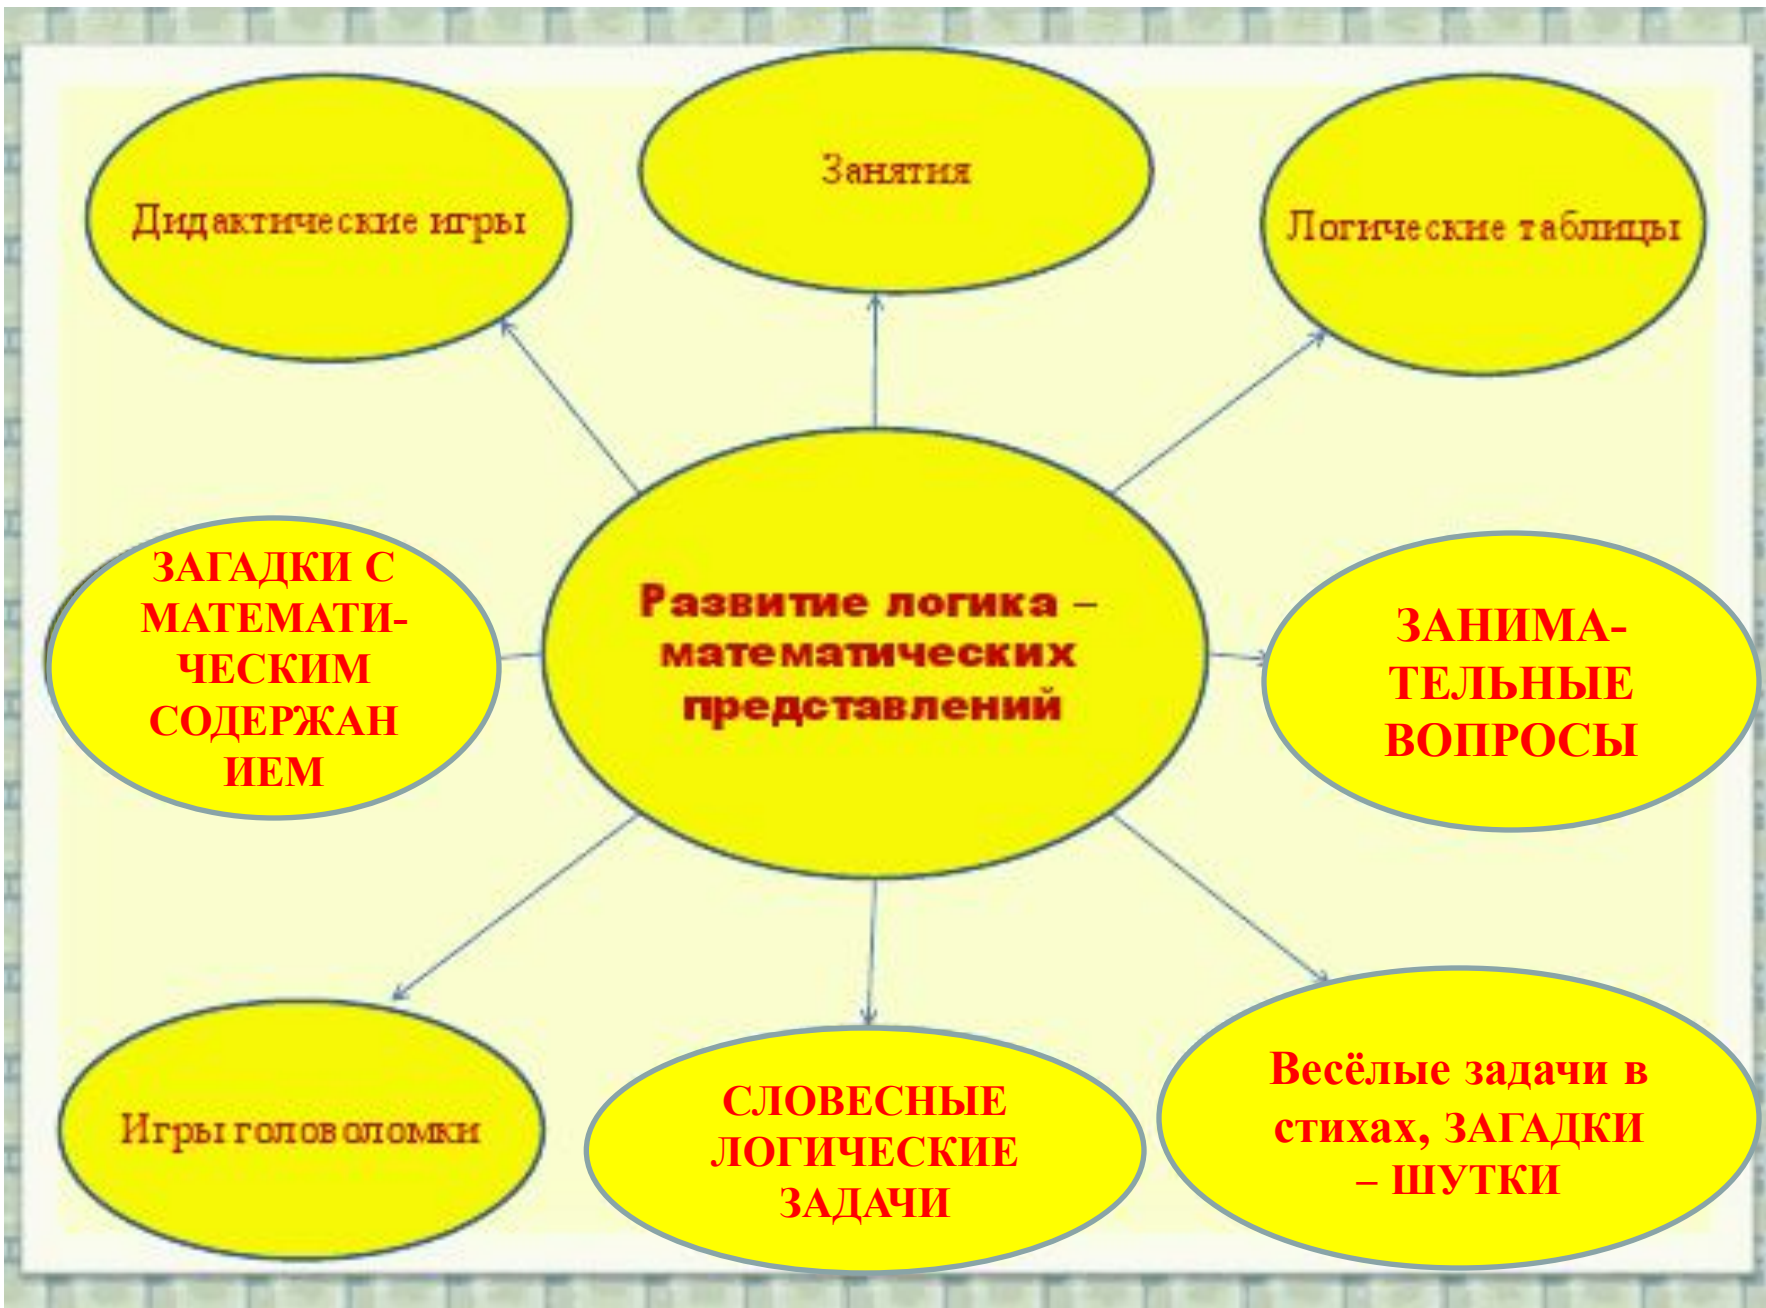 Дидактические игры
Занятия
Логические таблицы
ЗАГАДКИ С
МАТЕМАТИ-
ЧЕСКИМ
СОДЕРЖАН
ИЕМ
Развитие логика –
математических
представлений
ЗАНИМА-
ТЕЛЬНЫЕ
ВОПРОСЫ
Игры головоломки
СЛОВЕСНЫЕ
ЛОГИЧЕСКИЕ
ЗАДАЧИ
Весёлые задачи в
стихах, ЗАГАДКИ
– ШУТКИ